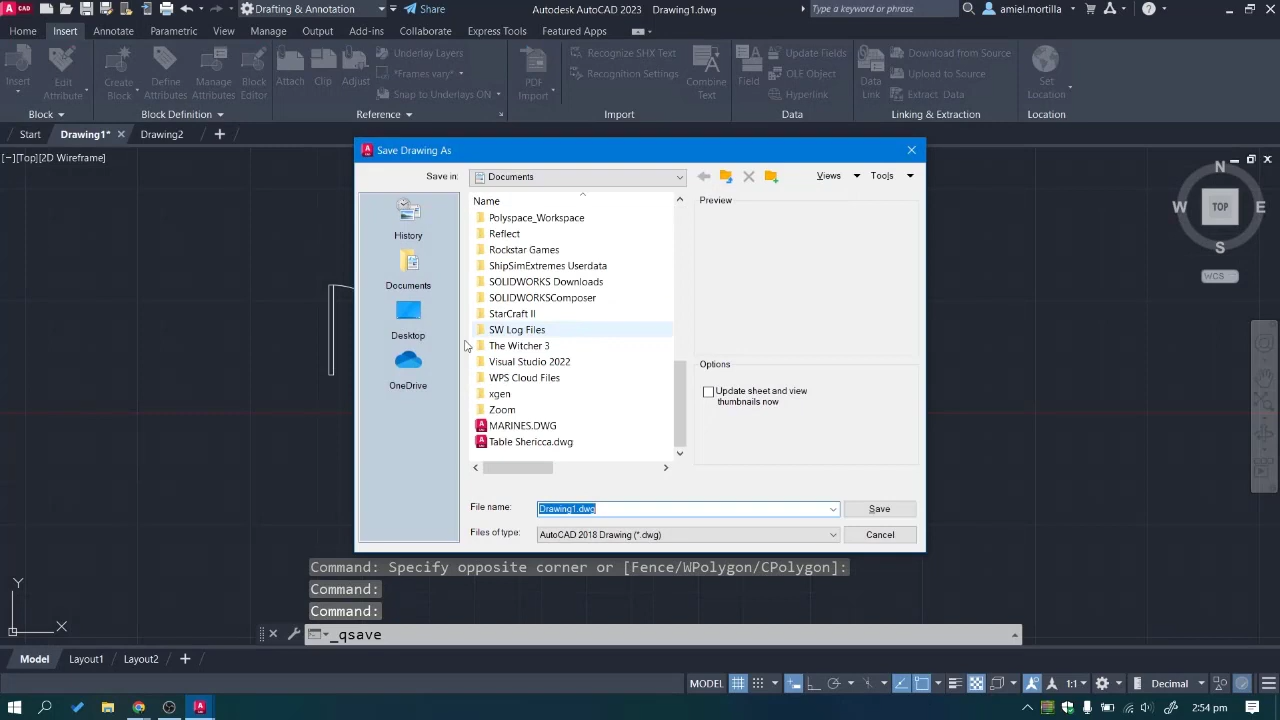 CAD
Drafting & Annotation
Share
Autodesk AutoCAD 2023
Drawing1.dwg
Type a keyword or phrase
amiel.mortilla
Home
Insert
Annotate
Parametric
View
Manage
Output
Add-ins
Collaborate
Express Tools
Featured Apps
Insert
Edit
Attribute
Create
Block
Define
Attributes
Manage
Attributes
Block
Editor
Attach
Clip
Adjust
Underlay Layers
*Frames vary*
Snap to Underlays ON
PDF
Import
Recognize SHX Text
Recognition Settings
Combine
Text
Field
Update Fields
OLE Object
Hyperlink
Data
Link
Download from Source
Upload to Source
Extract Data
Set
Location
Block
Block Definition
Reference
Import
Data
Linking & Extraction
Location
Start
Drawing1*
Drawing2
[−][Top][2D Wireframe]
Save Drawing As
Save in:
Documents
Views
Tools
History
Documents
Desktop
OneDrive
Name
Polyspace_Workspace
Reflect
Rockstar Games
ShipSimExtremes Userdata
SOLIDWORKS Downloads
SOLIDWORKSComposer
StarCraft II
SW Log Files
The Witcher 3
Visual Studio 2022
WPS Cloud Files
xgen
Zoom
MARINES.DWG
Table Shericca.dwg
Preview
Options
Update sheet and view
thumbnails now
File name:
Drawing1.dwg
Save
Files of type:
AutoCAD 2018 Drawing (*.dwg)
Cancel
N
W
TOP
E
S
WCS
Y
X
Command: Specify opposite corner or [Fence/WPolygon/CPolygon]:
Command:
Command:
_qsave
Model
Layout1
Layout2
MODEL
1:1
Decimal
2:54 pm